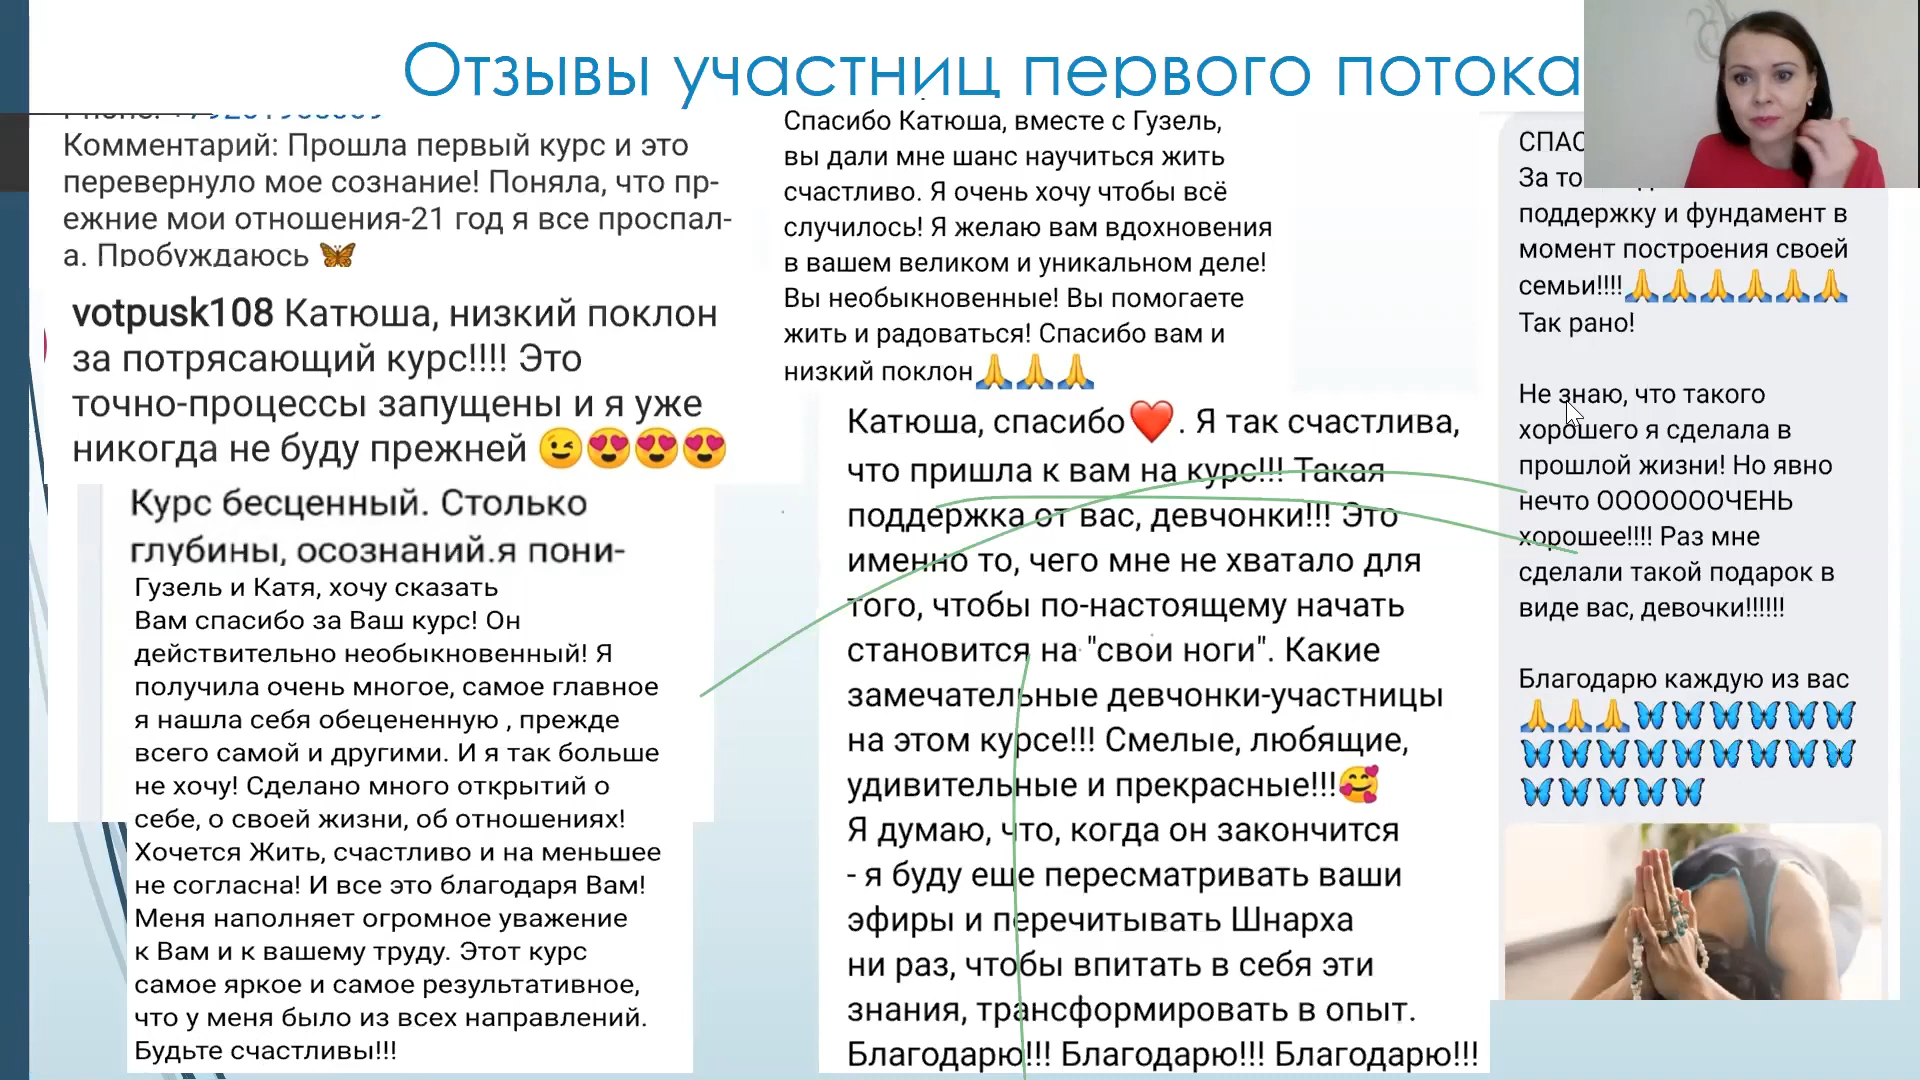 Отзывы участниц первого потока
Комментарий: Прошла первый курс и это
перевернуло мое сознание! Поняла, что пр-
ежние мои отношения-21 год я все проспал-
а. Пробуждаюсь 🦋
votpusk108 Катюша, низкий поклон
за потрясающий курс!!!! Это
точно-процессы запущены и я уже
никогда не буду прежней 😉😍😍😍
Курс бесценный. Столько
глубины, осознаний.я пони-
Гузель и Катя, хочу сказать
Вам спасибо за Ваш курс! Он
действительно необыкновенный! Я
получила очень многое, самое главное
я нашла себя обецененную , прежде
всего самой и другими. И я так больше
не хочу! Сделано много открытий о
себе, о своей жизни, об отношениях!
Хочется Жить, счастливо и на меньшее
не согласна! И все это благодаря Вам!
Меня наполняет огромное уважение
к Вам и к вашему труду. Этот курс
самое яркое и самое результативное,
что у меня было из всех направлений.
Будьте счастливы!!!
Спасибо Катюша, вместе с Гузель,
вы дали мне шанс научиться жить
счастливо. Я очень хочу чтобы всё
случилось! Я желаю вам вдохновения
в вашем великом и уникальном деле!
Вы необыкновенные! Вы помогаете
жить и радоваться! Спасибо вам и
низкий поклон🙏🙏🙏
Катюша, спасибо❤️. Я так счастлива,
что пришла к вам на курс!!! Такая
поддержка от вас, девчонки!!! Это
именно то, чего мне не хватало для
того, чтобы по-настоящему начать
становится на "свои ноги". Какие
замечательные девчонки-участницы
на этом курсе!!! Смелые, любящие,
удивительные и прекрасные!!!🥰
Я думаю, что, когда он закончится
- я буду еще пересматривать ваши
эфиры и перечитывать Шнарха
ни раз, чтобы впитать в себя эти
знания, трансформировать в опыт.
Благодарю!!! Благодарю!!! Благодарю!!!
За
поддержку и фундамент в
момент построения своей
семьи!!!!🙏🙏🙏🙏🙏🙏
Так рано!
Не знаю, что такого
хорошего я сделала в
прошлой жизни! Но явно
нечто ОООООООЧЕНЬ
хорошее!!!! Раз мне
сделали такой подарок в
виде вас, девочки!!!!!!
Благодарю каждую из вас
🙏🙏🙏🦋🦋🦋🦋🦋🦋
🦋🦋🦋🦋🦋🦋🦋🦋🦋
🦋🦋🦋🦋🦋